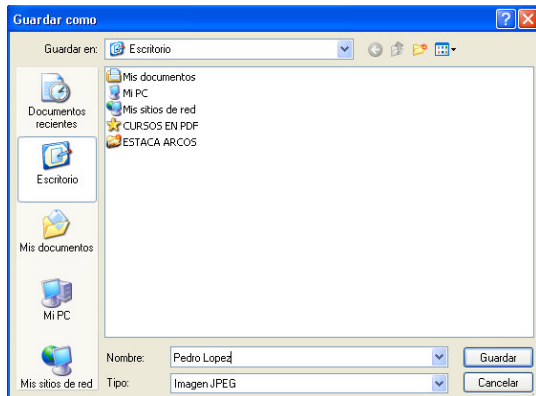 Guardar como
Guardar en:
Escritorio
Documentos
recientes
Escritorio
Mis documentos
Mi PC
Mis sitios de red
Mis documentos
Mi PC
Mis sitios de red
CURSOS EN PDF
ESTACA ARCOS
Nombre:
Pedro Lopez
Guardar
Tipo:
Imagen JPEG
Cancelar